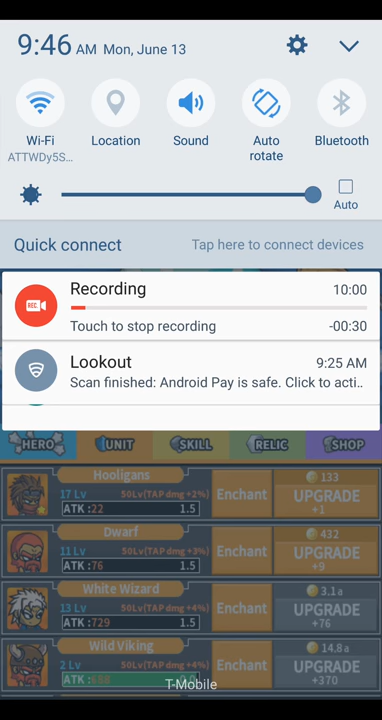 9:46 AM Mon, June 13
Wi-Fi
ATTWDy5S...
Location
Sound
Auto
rotate
Bluetooth
Auto
Quick connect
Tap here to connect devices
REC
Recording 10:00
Touch to stop recording -00:30
Lookout 9:25 AM
Scan finished: Android Pay is safe. Click to acti..
HERO UNIT SKILL RELIC SHOP
Hooligans
17 Lv 50Lv(TAP dmg +2%)
ATK :22 1.5
Enchant
133
UPGRADE
+1
Dwarf
11 Lv 50Lv(TAP dmg +3%)
ATK :76 1.5
Enchant
432
UPGRADE
+9
White Wizard
13 Lv 50Lv(TAP dmg +4%)
ATK :729 1.5
Enchant
3.1a
UPGRADE
+76
Wild Viking
2 Lv 50Lv(TAP dmg +4%)
ATK :
Enchant
14.8a
UPGRADE
+370
T-Mobile